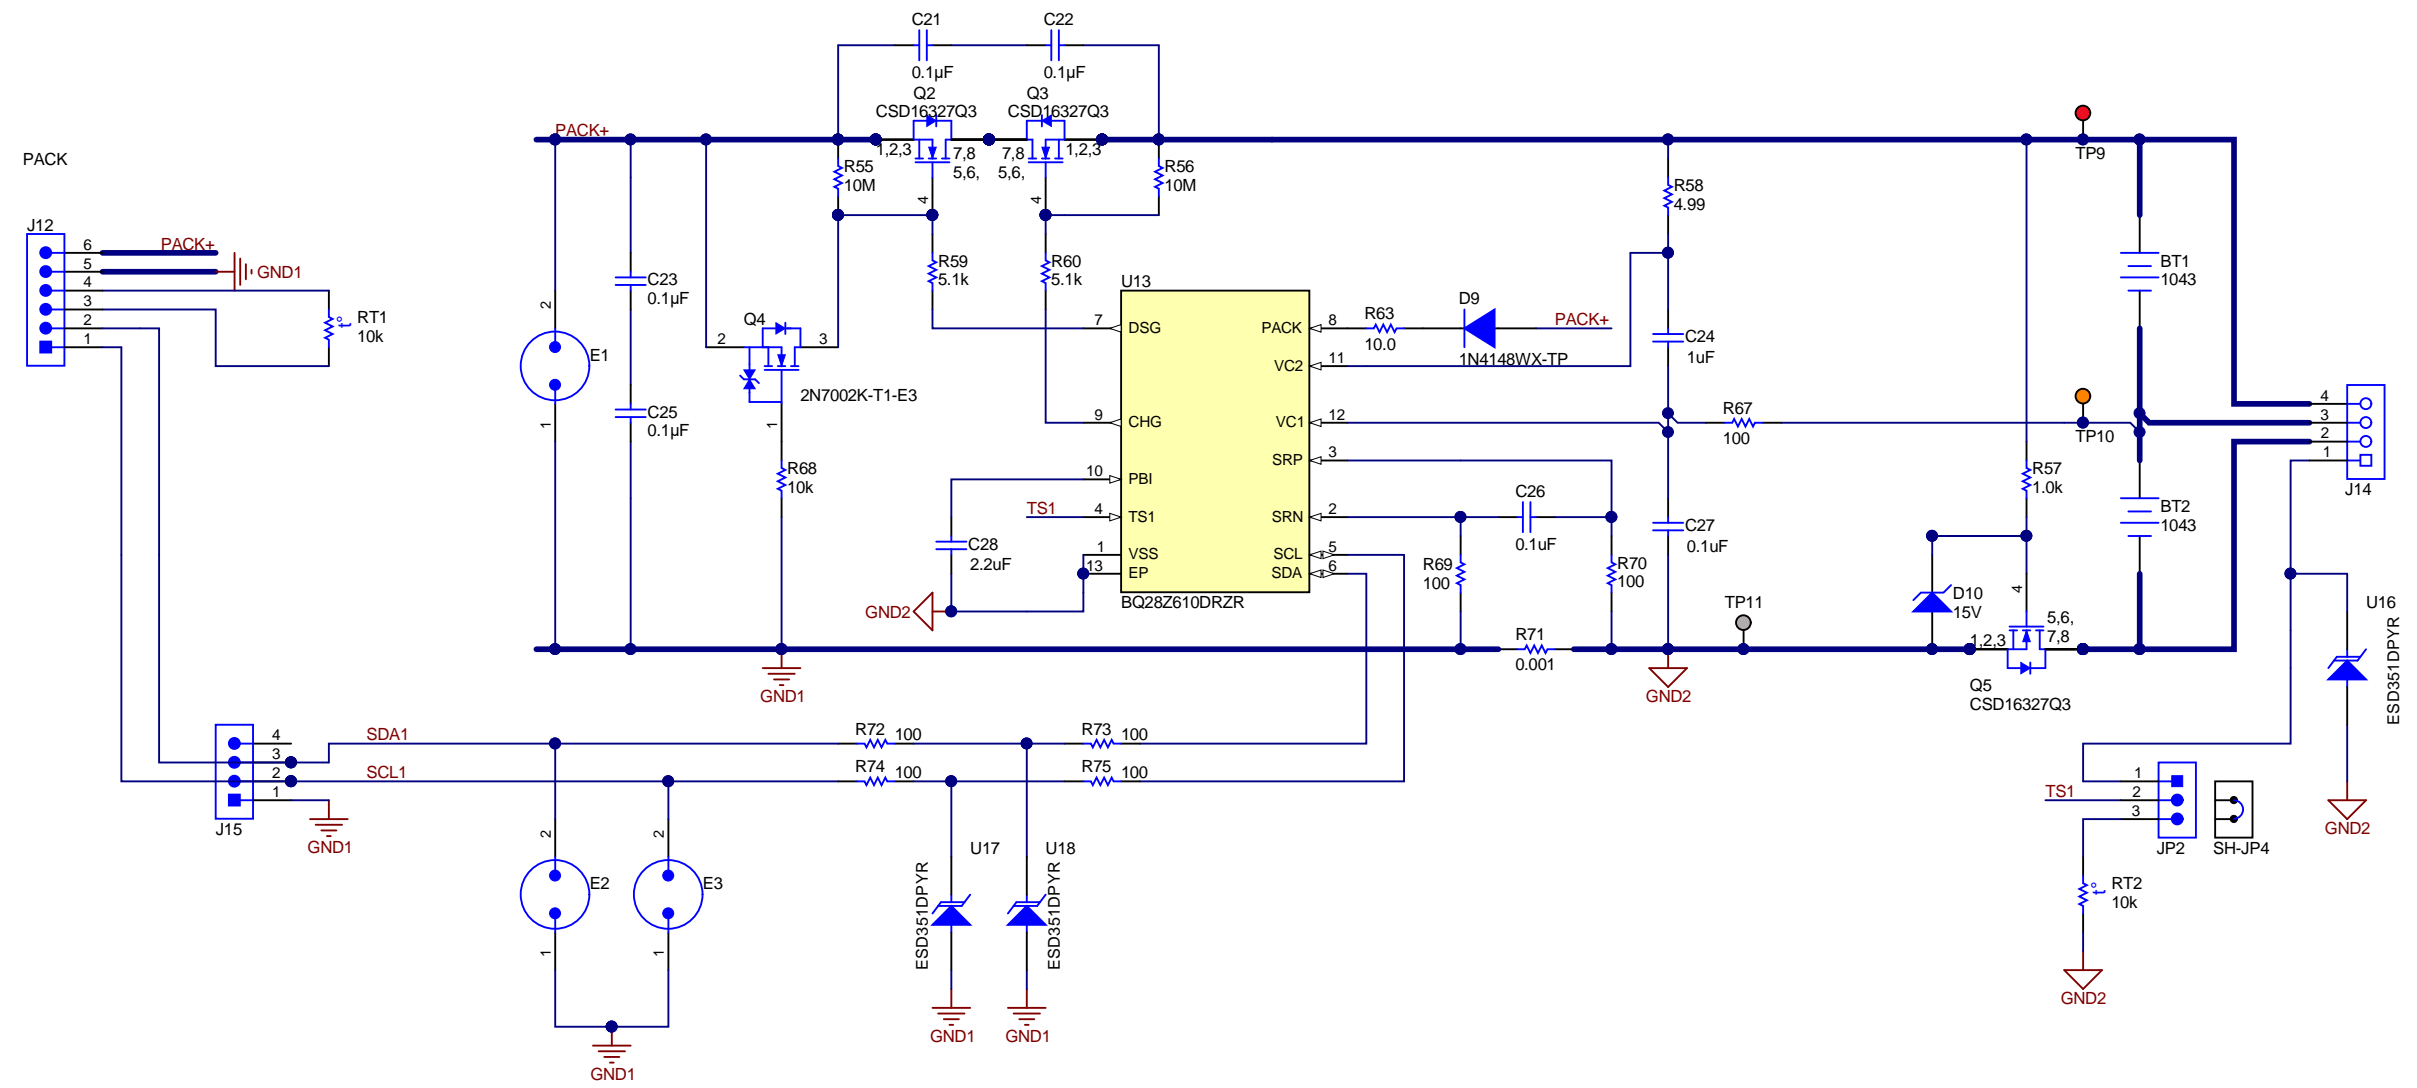 C21
0.1µF
C22
0.1µF
Q2
CSD16327Q3
Q3
CSD16327Q3
PACK+
1,2,3
7,8
5,6,
4
7,8
5,6,
1,2,3
4
R55
10M
R56
10M
R59
5.1k
R60
5.1k
TP9
PACK
J12
6
5
4
3
2
1
PACK+
GND1
RT1
10k
t°
2
E1
1
C23
0.1µF
C25
0.1µF
Q4
2
3
1
2N7002K-T1-E3
R68
10k
GND1
U13
7
DSG
9
CHG
10
PBI
TS1
4
TS1
1
VSS
13
EP
PACK
8
VC2
11
VC1
12
SRP
3
SRN
2
SCL
5
SDA
6
BQ28Z610DRZR
C28
2.2uF
GND2
R63
10.0
D9
1N4148WX-TP
PACK+
R58
4.99
C24
1uF
R67
100
TP10
C26
0.1uF
C27
0.1uF
R69
100
R70
100
R71
0.001
TP11
GND2
R57
1.0k
D10
15V
4
5,6,
7,8
1,2,3
Q5
CSD16327Q3
BT1
1043
BT2
1043
4
3
2
1
J14
U16
ESD351DPYR
GND2
TS1
1
2
3
JP2
SH-JP4
RT2
10k
t°
GND2
SDA1
SCL1
4
3
2
1
J15
GND1
R72
100
R73
100
R74
100
R75
100
2
E2
1
2
E3
1
GND1
U17
ESD351DPYR
GND1
U18
ESD351DPYR
GND1